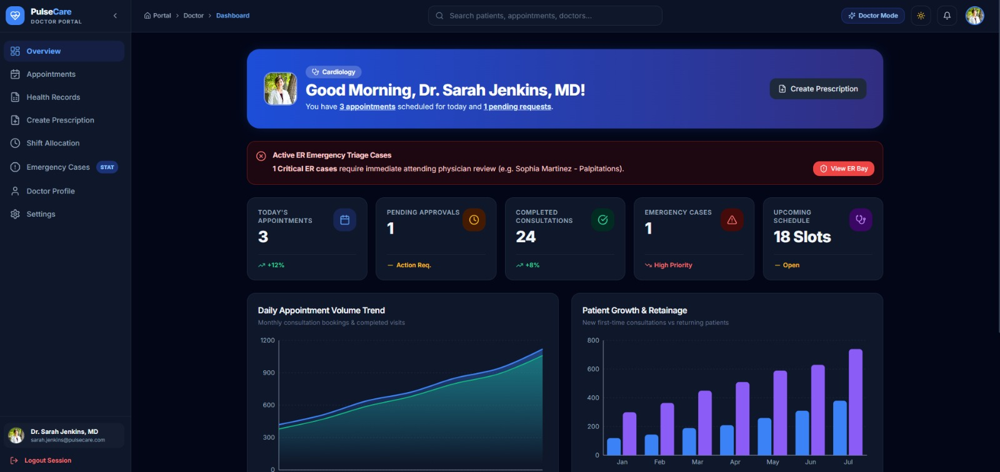 PulseCare
DOCTOR PORTAL
Portal > Doctor > Dashboard
Search patients, appointments, doctors...
Doctor Mode
Overview
Appointments
Health Records
Create Prescription
Shift Allocation
Emergency Cases STAT
Doctor Profile
Settings
Dr. Sarah Jenkins, MD
sarah.jenkins@pulsecare.com
Logout Session
Cardiology
Good Morning, Dr. Sarah Jenkins, MD!
You have 3 appointments scheduled for today and 1 pending requests.
Create Prescription
Active ER Emergency Triage Cases
1 Critical ER cases require immediate attending physician review (e.g. Sophia Martinez - Palpitations).
View ER Bay
TODAY'S
APPOINTMENTS
3
+12%
PENDING APPROVALS
1
Action Req.
COMPLETED
CONSULTATIONS
24
+8%
EMERGENCY CASES
1
High Priority
UPCOMING
SCHEDULE
18 Slots
Open
Daily Appointment Volume Trend
Monthly consultation bookings & completed visits
1200
900
600
300
0
Patient Growth & Retainage
New first-time consultations vs returning patients
800
600
400
200
0
Jan Feb Mar Apr May Jun Jul